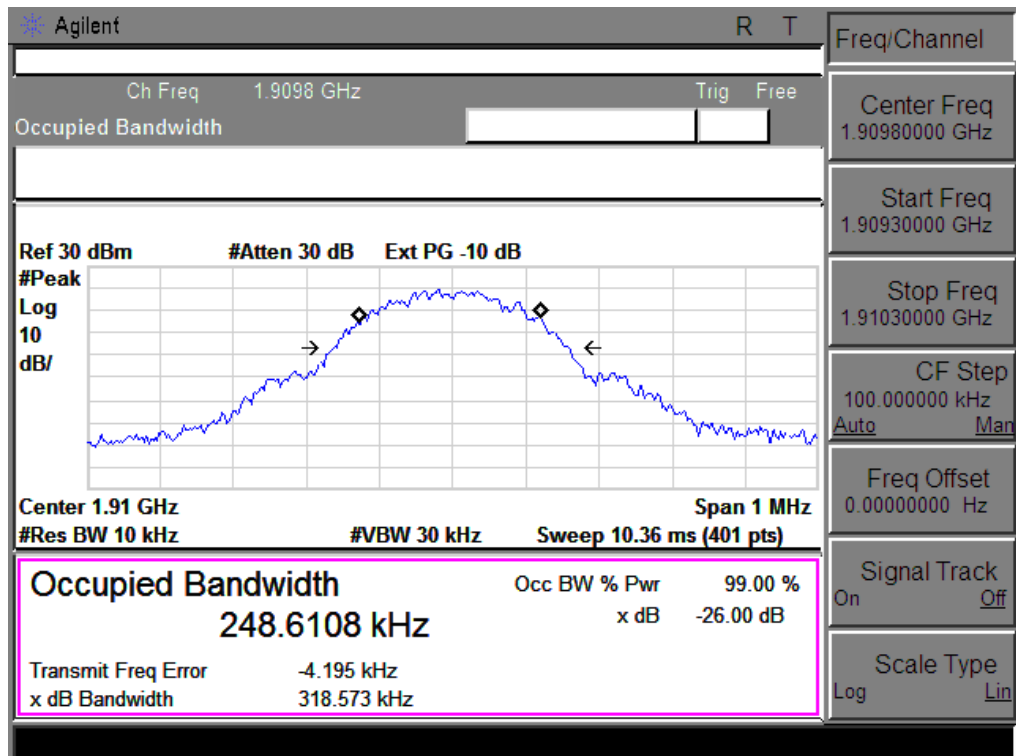 Agilent R T
Ch Freq 1.9098 GHz Trig Free
Occupied Bandwidth
Ref 30 dBm #Atten 30 dB Ext PG -10 dB
#Peak
Log
10
dB/
Center 1.91 GHz Span 1 MHz
#Res BW 10 kHz #VBW 30 kHz Sweep 10.36 ms (401 pts)
Occupied Bandwidth Occ BW % Pwr 99.00 %
248.6108 kHz x dB -26.00 dB
Transmit Freq Error -4.195 kHz
x dB Bandwidth 318.573 kHz
Freq/Channel
Center Freq
1.90980000 GHz
Start Freq
1.90930000 GHz
Stop Freq
1.91030000 GHz
CF Step
100.000000 kHz
Auto Man
Freq Offset
0.00000000 Hz
Signal Track
On Off
Scale Type
Log Lin